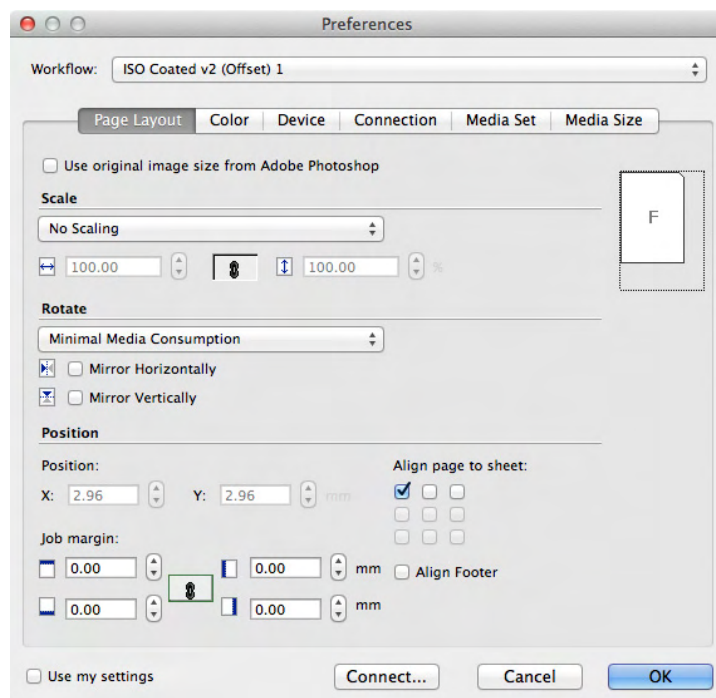 Preferences
Workflow: ISO Coated v2 (Offset) 1
Page Layout Color Device Connection Media Set Media Size
Use original image size from Adobe Photoshop
Scale
F
No Scaling
100.00 100.00 %
Rotate
Minimal Media Consumption
Mirror Horizontally
Mirror Vertically
Position
Position: Align page to sheet:
X: 2.96 Y: 2.96 mm
Job margin:
0.00 0.00 mm Align Footer
0.00 0.00 mm
Use my settings Connect... Cancel OK